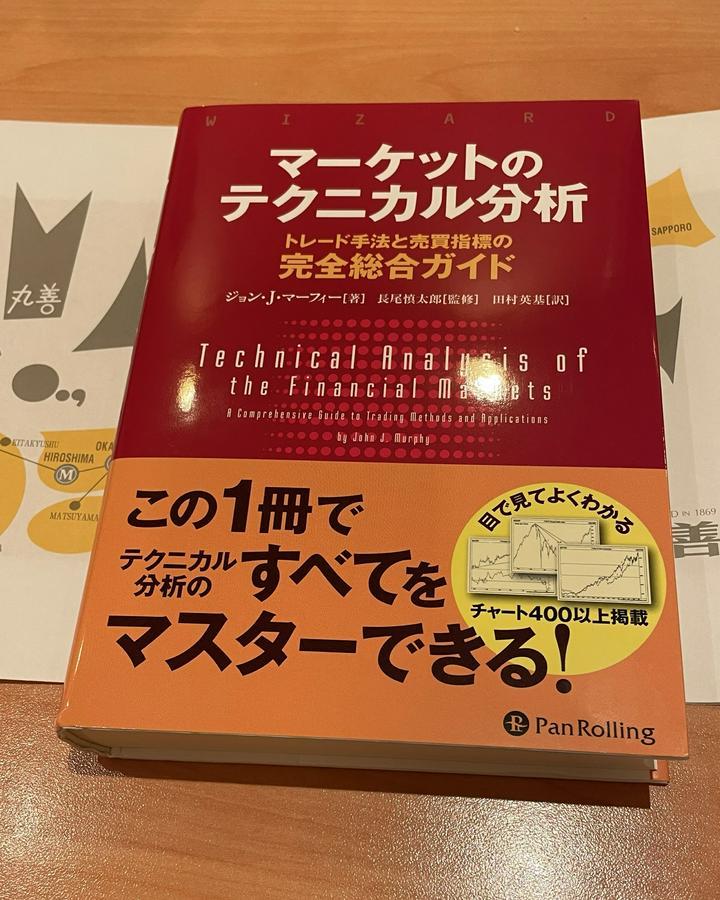 WIZARD
マーケットの
テクニカル分析
トレード手法と売買指標の
完全総合ガイド
ジョン・J・マーフィー[著] 長尾慎太郎[監修] 田村英基[訳]
Technical Analysis of
the Financial Markets
A Comprehensive Guide to Trading Methods and Applications
by John J. Murphy
この1冊で
テクニカル
分析の
すべてを
マスターできる!
目で見てよくわかる
チャート400以上掲載
PanRolling
丸善
KITAKYUSHU
HIROSHIMA
OKA
M
MATSUYAMA
SAPPORO
D IN 1869
善